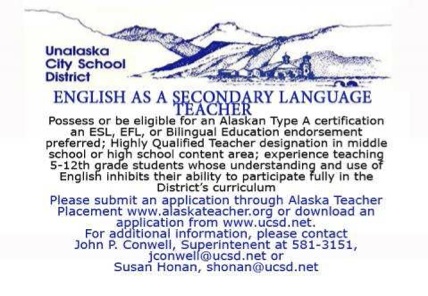 Unalaska
City School
District
ENGLISH AS A SECONDARY LANGUAGE
TEACHER
Possess or be eligible for an Alaskan Type A certification
an ESL, EFL, or Bilingual Education endorsement
preferred; Highly Qualified Teacher designation in middle
school or high school content area; experience teaching
5-12th grade students whose understanding and use of
English inhibits their ability to participate fully in the
District's curriculum
Please submit an application through Alaska Teacher
Placement www.alaskateacher.org or download an
application from www.ucsd.net.
For additional information, please contact
John P. Conwell, Superintenent at 581-3151,
jconwell@ucsd.net or
Susan Honan, shonan@ucsd.net